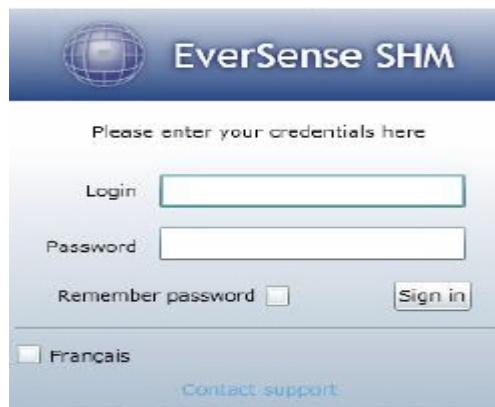 EverSense SHM
Please enter your credentials here
Login
Password
Remember password Sign in
Français
Contact support